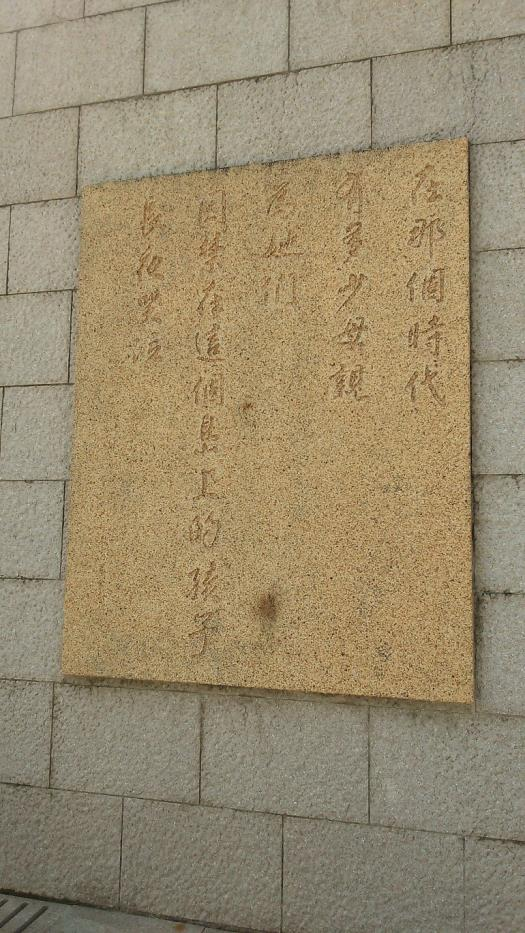 在那個時代
有多少母親
為她們
囚禁在這個島上的孩子
長夜哭泣